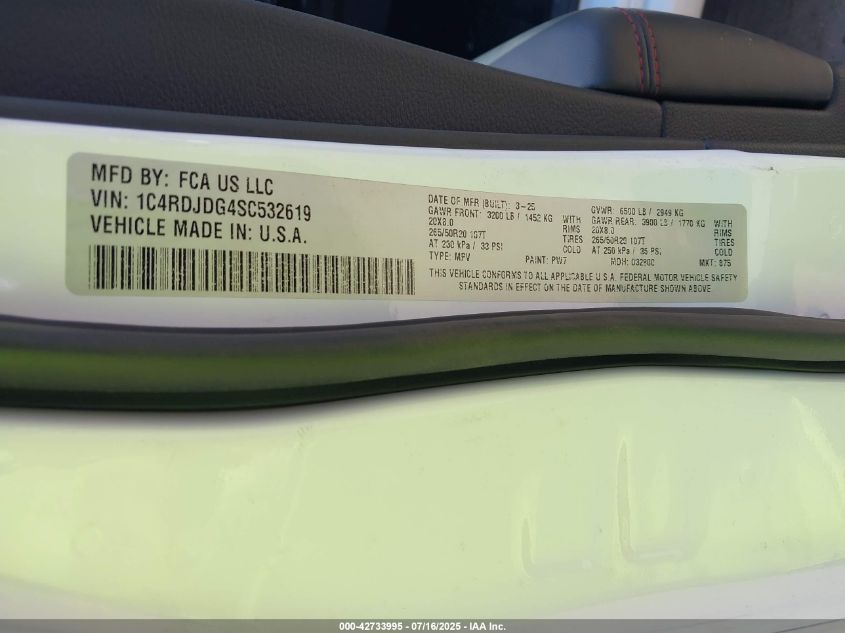 MFD BY: FCA US LLC
VIN: 1C4RDJDG4SC532619
VEHICLE MADE IN: U.S.A.
DATE OF MFR (BUILT): 3-25
GAWR FRONT: 3200 LB / 1452 KG WITH
20X8.0 RIMS
265/50R20 107T TIRES
AT 230 kPa / 33 PSI COLD
TYPE: MPV PAINT: PW7
GVWR: 6500 LB / 2949 KG
GAWR REAR: 3900 LB / 1770 KG WITH
20X8.0 RIMS
265/50R20 107T TIRES
AT 250 kPa / 36 PSI COLD
MDH: MKT: 875
THIS VEHICLE CONFORMS TO ALL APPLICABLE U.S.A. FEDERAL MOTOR VEHICLE SAFETY
STANDARDS IN EFFECT ON THE DATE OF MANUFACTURE SHOWN ABOVE
000-42733995 - 07/16/2025 - IAA Inc.